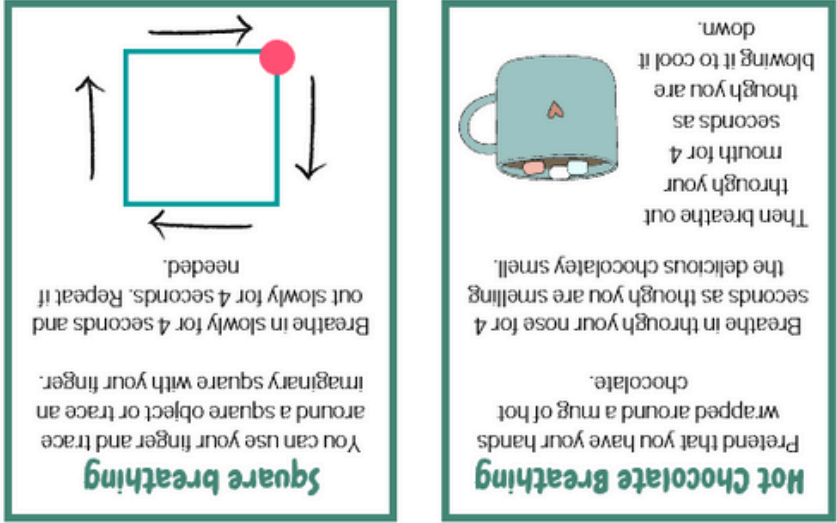 Hot Chocolate Breathing
Pretend that you have your hands
wrapped around a mug of hot
chocolate.
Breathe in through your nose for 4
seconds as though you are smelling
the delicious chocolatey smell.
Then breathe out
through your
mouth for 4
seconds as
though you are
blowing it to cool it
down.
Square breathing
You can use your finger and trace
around a square object or trace an
imaginary square with your finger.
Breathe in slowly for 4 seconds and
out slowly for 4 seconds. Repeat if
needed.